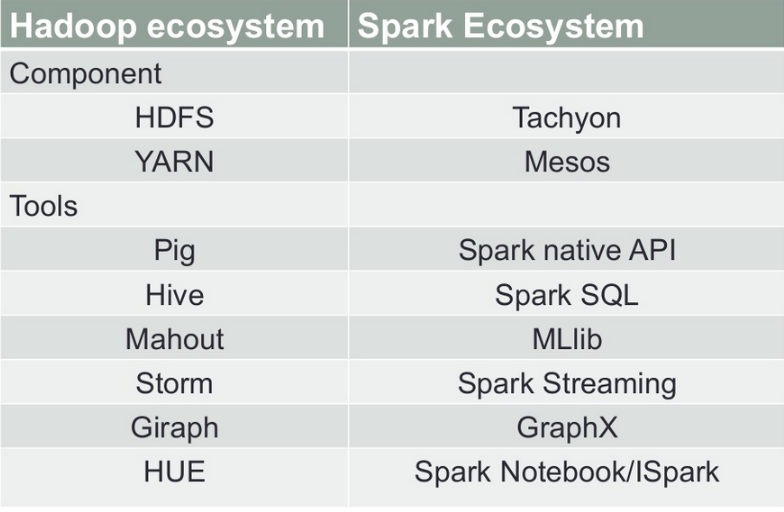 Hadoop ecosystem Spark Ecosystem
Component
HDFS Tachyon
YARN Mesos
Tools
Pig Spark native API
Hive Spark SQL
Mahout MLlib
Storm Spark Streaming
Giraph GraphX
HUE Spark Notebook/ISpark